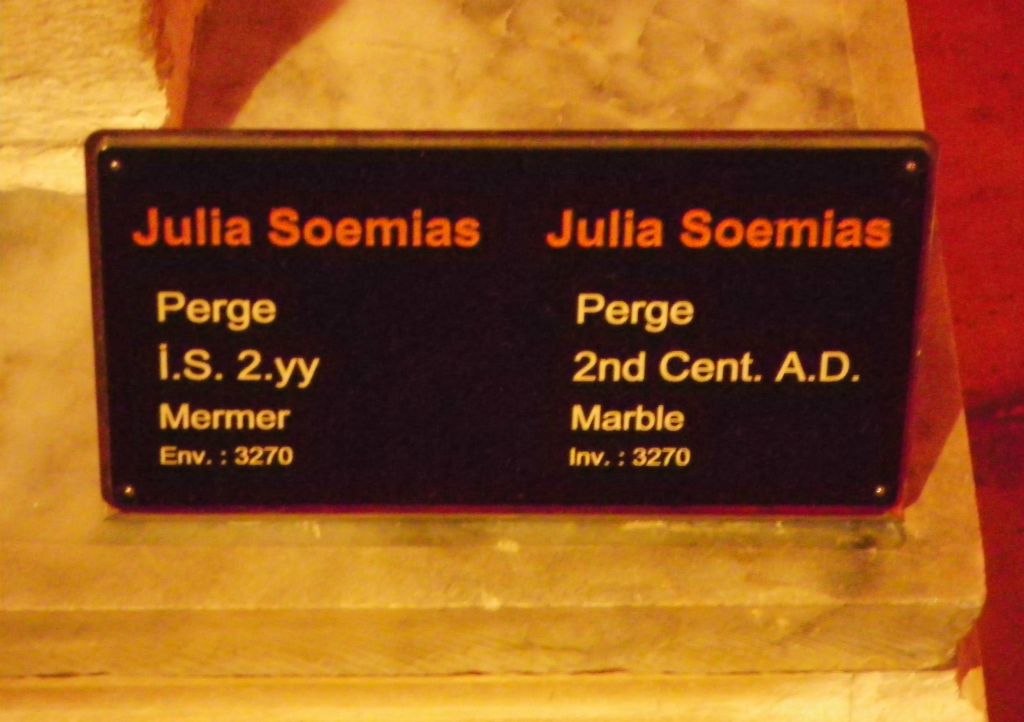 Julia Soemias
Perge
İ.S. 2.yy
Mermer
Env. : 3270
Julia Soemias
Perge
2nd Cent. A.D.
Marble
Inv. : 3270